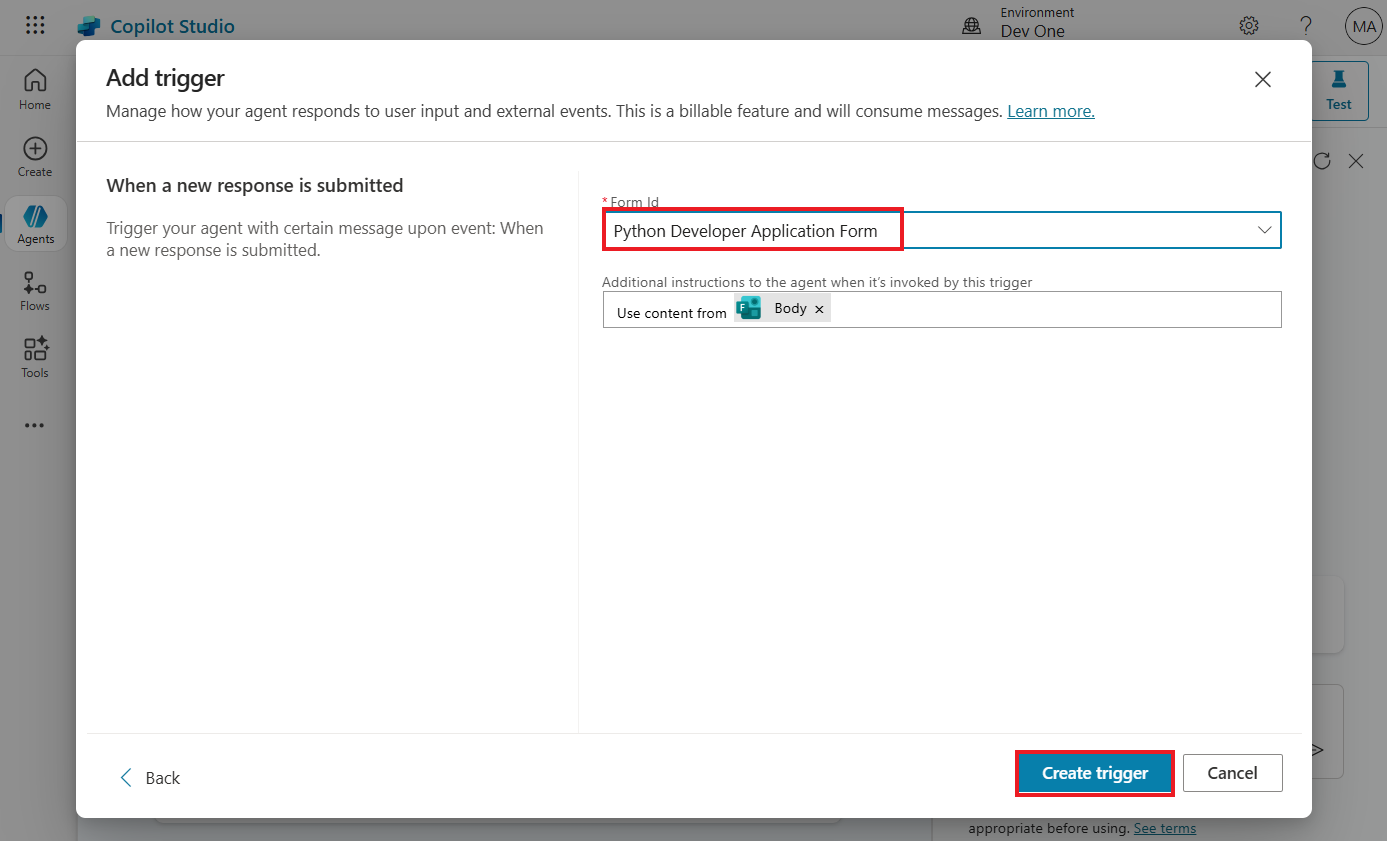 Copilot Studio
Environment
Dev One
?
MA
Home
Create
Agents
Flows
Tools
Test
Add trigger
Manage how your agent responds to user input and external events. This is a billable feature and will consume messages. Learn more.
When a new response is submitted
Trigger your agent with certain message upon event: When
a new response is submitted.
* Form Id
Python Developer Application Form
Additional instructions to the agent when it's invoked by this trigger
Use content from F Body ×
Back
Create trigger
Cancel
appropriate before using. See terms